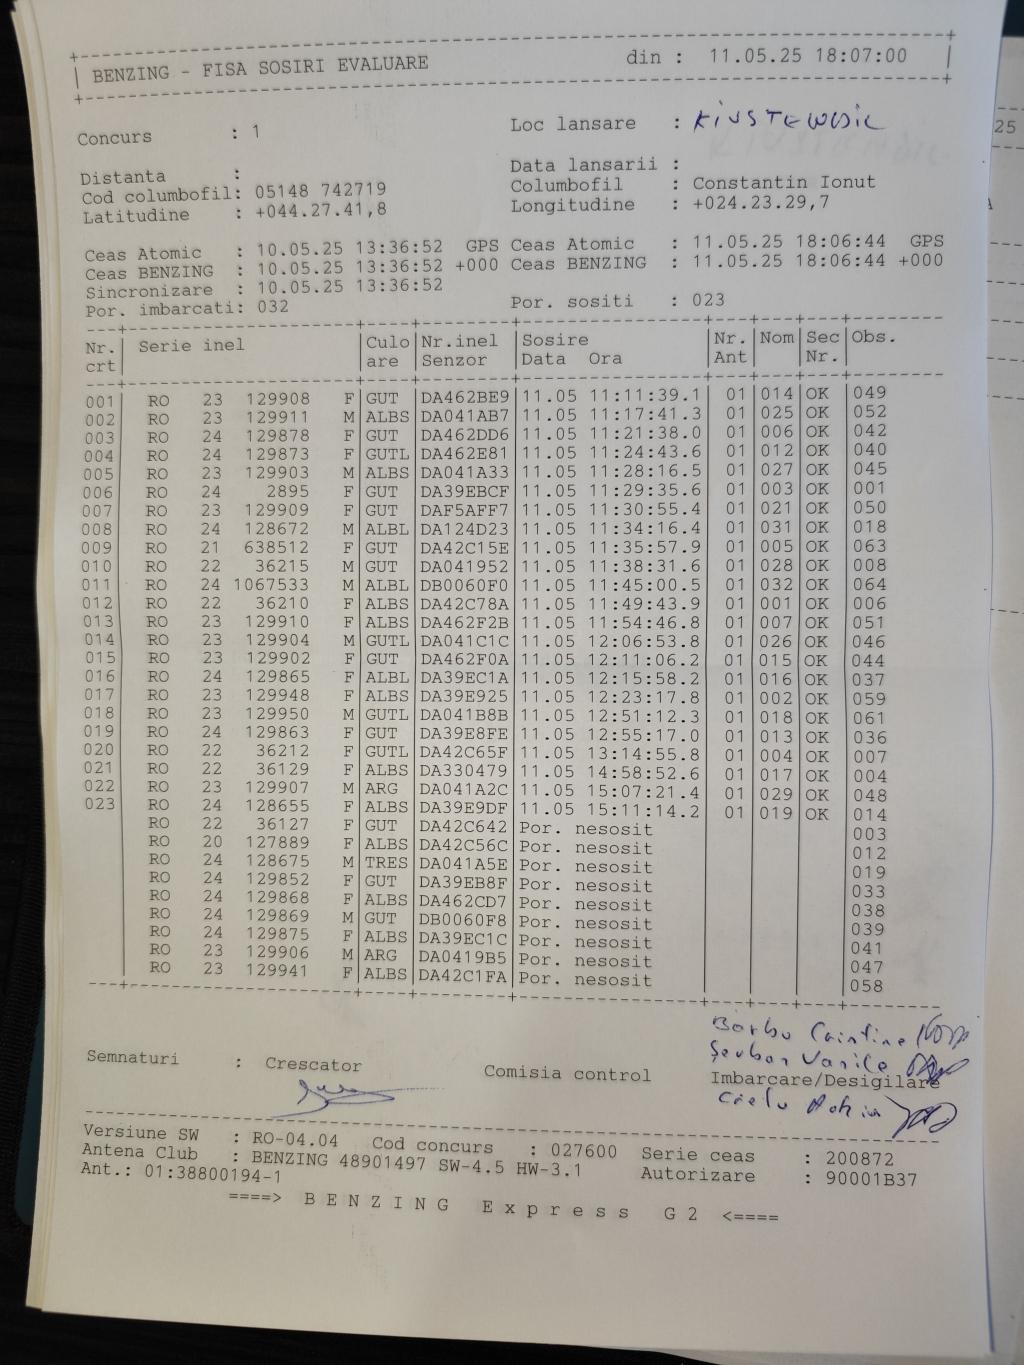 BENZING - FISA SOSIRI EVALUARE din : 11.05.25 18:07:00
Concurs : 1 Loc lansare : KIUSTENDIL
Distanta : Data lansarii :
Cod columbofil: 05148 742719 Columbofil : Constantin Ionut
Latitudine : +044.27.41,8 Longitudine : +024.23.29,7
Ceas Atomic : 10.05.25 13:36:52 GPS Ceas Atomic : 11.05.25 18:06:44 GPS
Ceas BENZING : 10.05.25 13:36:52 +000 Ceas BENZING : 11.05.25 18:06:44 +000
Sincronizare : 10.05.25 13:36:52
Por. imbarcati: 032 Por. sositi : 023
Nr. Serie inel Culo Nr.inel Sosire Nr. Nom Sec Obs.
crt are Senzor Data Ora Ant Nr.
001 RO 23 129908 F GUT DA462BE9 11.05 11:11:39.1 01 014 OK 049
002 RO 23 129911 M ALBS DA041AB7 11.05 11:17:41.3 01 025 OK 052
003 RO 24 129878 F GUT DA462DD6 11.05 11:21:38.0 01 006 OK 042
004 RO 24 129873 F GUTL DA462E81 11.05 11:24:43.6 01 012 OK 040
005 RO 23 129903 M ALBS DA041A33 11.05 11:28:16.5 01 027 OK 045
006 RO 24 2895 F GUT DA39EBCF 11.05 11:29:35.6 01 003 OK 001
007 RO 23 129909 F GUT DAF5AFF7 11.05 11:30:55.4 01 021 OK 050
008 RO 24 128672 M ALBL DA124D23 11.05 11:34:16.4 01 031 OK 018
009 RO 21 638512 F GUT DA42C15E 11.05 11:35:57.9 01 005 OK 063
010 RO 22 36215 M GUT DA041952 11.05 11:38:31.6 01 028 OK 008
011 RO 24 1067533 M ALBL DB0060F0 11.05 11:45:00.5 01 032 OK 064
012 RO 22 36210 F ALBS DA42C78A 11.05 11:49:43.9 01 001 OK 006
013 RO 23 129910 F ALBS DA462F2B 11.05 11:54:46.8 01 007 OK 051
014 RO 23 129904 M GUTL DA041C1C 11.05 12:06:53.8 01 026 OK 046
015 RO 23 129902 F GUT DA462F0A 11.05 12:11:06.2 01 015 OK 044
016 RO 24 129865 F ALBL DA39EC1A 11.05 12:15:58.2 01 016 OK 037
017 RO 23 129948 F ALBS DA39E925 11.05 12:23:17.8 01 002 OK 059
018 RO 23 129950 M GUTL DA041B8B 11.05 12:51:12.3 01 018 OK 061
019 RO 24 129863 F GUT DA39E8FE 11.05 12:55:17.0 01 013 OK 036
020 RO 22 36212 F GUTL DA42C65F 11.05 13:14:55.8 01 004 OK 007
021 RO 22 36129 F ALBS DA330479 11.05 14:58:52.6 01 017 OK 004
022 RO 23 129907 M ARG DA041A2C 11.05 15:07:21.4 01 029 OK 048
023 RO 24 128655 F ALBS DA39E9DF 11.05 15:11:14.2 01 019 OK 014
RO 22 36127 F GUT DA42C642 Por. nesosit 003
RO 20 127889 F ALBS DA42C56C Por. nesosit 012
RO 24 128675 M TRES DA041A5E Por. nesosit 019
RO 24 129852 F GUT DA39EB8F Por. nesosit 033
RO 24 129868 F ALBS DA462CD7 Por. nesosit 038
RO 24 129869 M GUT DB0060F8 Por. nesosit 039
RO 24 129875 F ALBS DA39EC1C Por. nesosit 041
RO 23 129906 M ARG DA0419B5 Por. nesosit 047
RO 23 129941 F ALBS DA42C1FA Por. nesosit 058
Barbu
Șerban Vasile
Semnaturi : Crescator Comisia control Imbarcare/Desigilare
Versiune SW : RO-04.04 Cod concurs : 027600 Serie ceas : 200872
Antena Club : BENZING 48901497 SW-4.5 HW-3.1 Autorizare : 90001B37
Ant.: 01:38800194-1
====> B E N Z I N G E x p r e s s G 2 <====